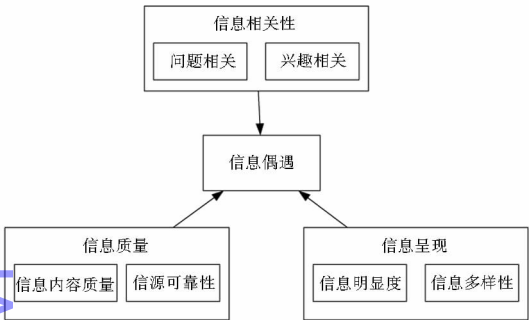 信息相关性
问题相关 兴趣相关
信息偶遇
信息质量
信息内容质量 信源可靠性
信息呈现
信息明显度 信息多样性